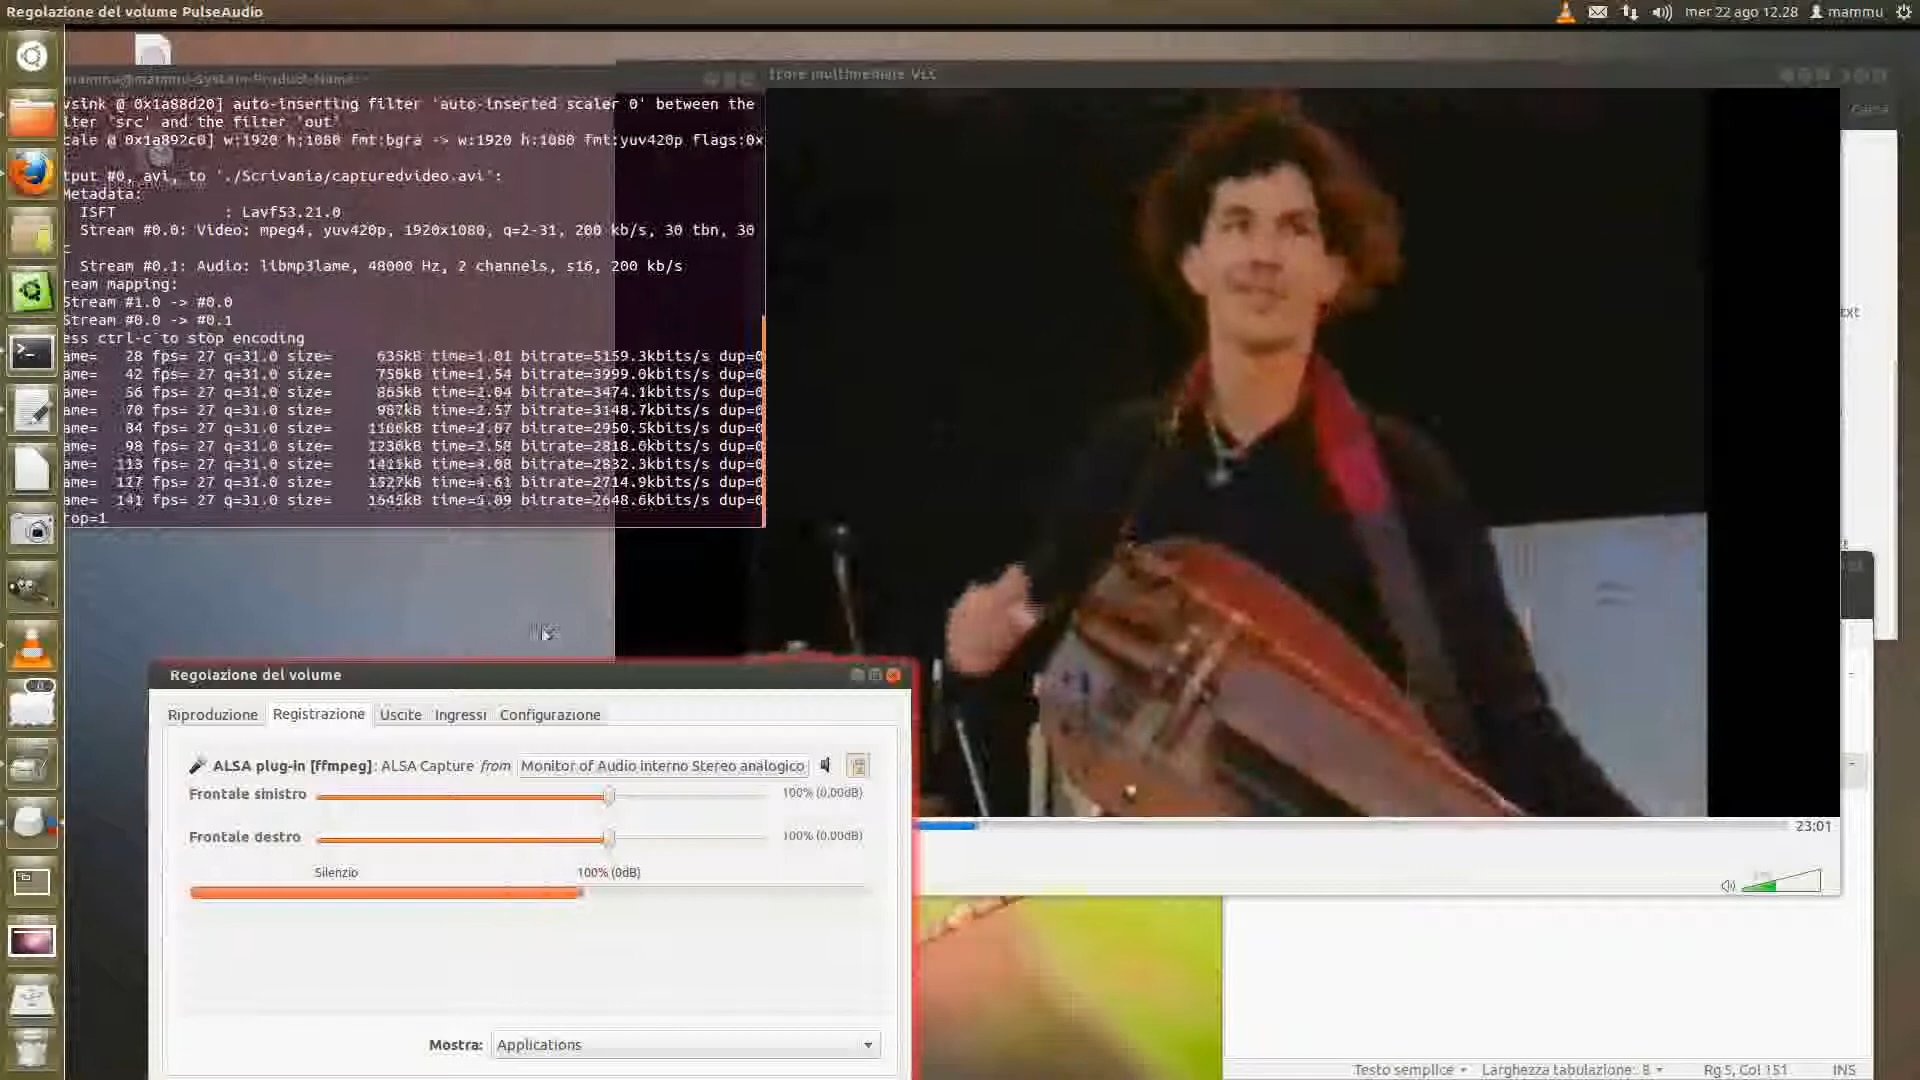 Regolazione del volume PulseAudio
mer 22 ago 12.28
mammu
mammu@mammu-System-Product-Name:
tore multimediale VLC
vsink @ 0x1a88d20] auto-inserting filter 'auto-inserted scaler 0' between the
lter 'src' and the filter 'out'
cale @ 0x1a892c0] w:1920 h:1080 fmt:bgra -> w:1920 h:1080 fmt:yuv420p flags:0x
tput #0, avi, to './Scrivania/capturedvideo.avi':
Metadata:
ISFT : Lavf53.21.0
Stream #0.0: Video: mpeg4, yuv420p, 1920x1080, q=2-31, 200 kb/s, 30 tbn, 30
c
Stream #0.1: Audio: libmp3lame, 48000 Hz, 2 channels, s16, 200 kb/s
ream mapping:
Stream #1.0 -> #0.0
Stream #0.0 -> #0.1
ess ctrl-c to stop encoding
ame= 28 fps= 27 q=31.0 size= 635kB time=1.01 bitrate=5159.3kbits/s dup=0
ame= 42 fps= 27 q=31.0 size= 750kB time=1.54 bitrate=3999.0kbits/s dup=0
ame= 56 fps= 27 q=31.0 size= 865kB time=2.04 bitrate=3474.1kbits/s dup=0
ame= 70 fps= 27 q=31.0 size= 987kB time=2.57 bitrate=3148.7kbits/s dup=0
ame= 84 fps= 27 q=31.0 size= time= bitrate=2950.5kbits/s dup=0
ame= 98 fps= 27 q=31.0 size= 1236kB time= bitrate=2818.0kbits/s dup=0
ame= 113 fps= 27 q=31.0 size= 1411kB time=4.08 bitrate=2832.3kbits/s dup=0
ame= 127 fps= 27 q=31.0 size= 1527kB time=4.61 bitrate=2714.9kbits/s dup=0
ame= 141 fps= 27 q=31.0 size= 1645kB time=5.09 bitrate=2648.6kbits/s dup=0
rop=1
txt
Regolazione del volume
Riproduzione Registrazione Uscite Ingressi Configurazione
ALSA plug-in [ffmpeg]: ALSA Capture from Monitor of Audio interno Stereo analogico
Frontale sinistro 100% (0,00dB)
Frontale destro 100% (0,00dB)
Silenzio 100% (0dB)
Mostra: Applications
23:01
Testo semplice Larghezza tabulazione: 8 Rg 5, Col 151 INS